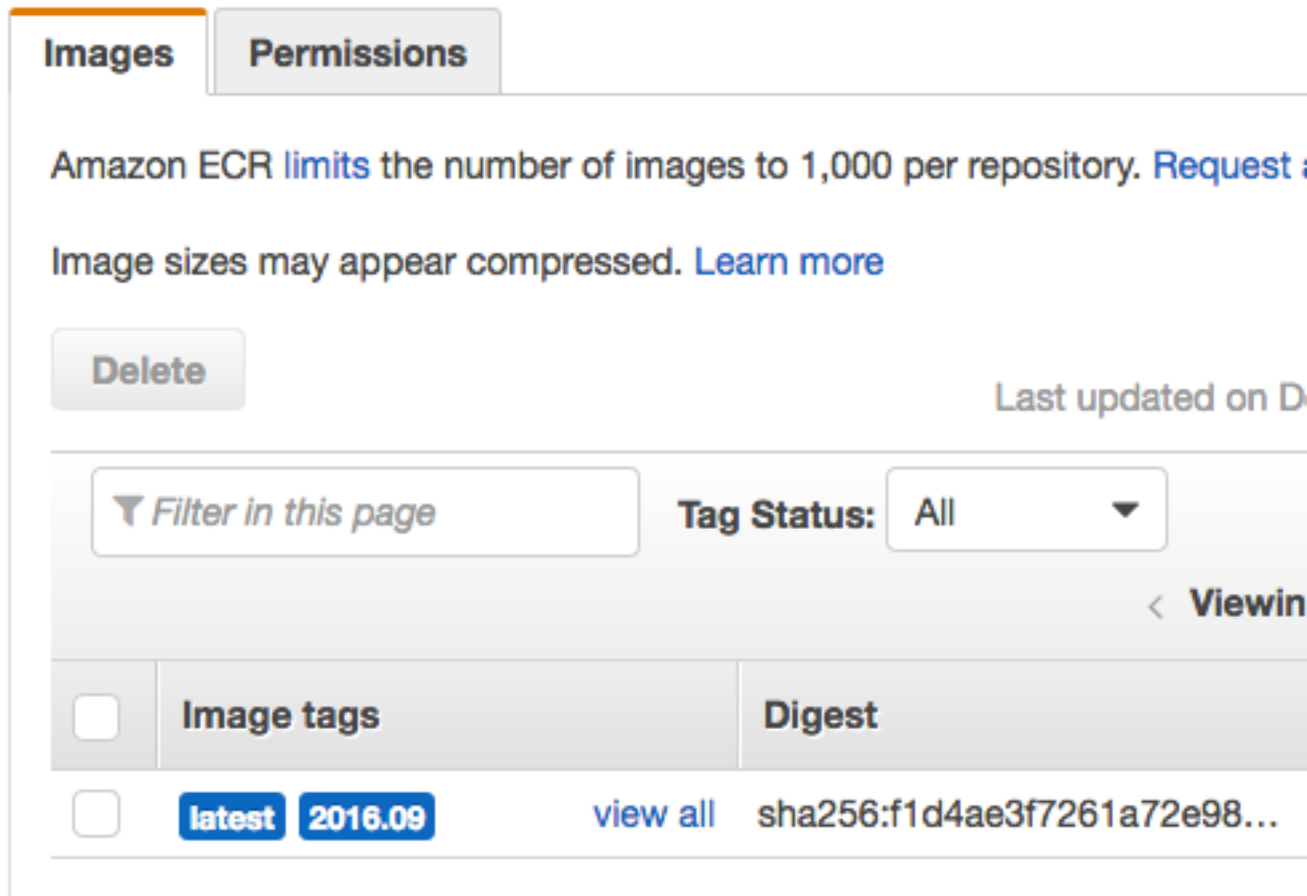 Images Permissions
Amazon ECR limits the number of images to 1,000 per repository. Request
Image sizes may appear compressed. Learn more
Delete
Last updated on
Filter in this page Tag Status: All
< Viewin
Image tags Digest
latest 2016.09 view all sha256:f1d4ae3f7261a72e98...